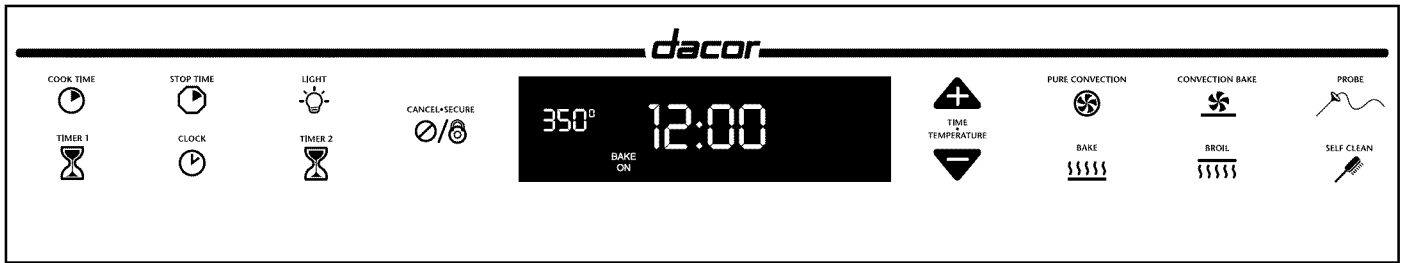 dacor
COOK TIME
STOP TIME
LIGHT
TIMER 1
CLOCK
TIMER 2
CANCEL•SECURE
350°
12:00
BAKE
ON
TIME
•
TEMPERATURE
PURE CONVECTION
CONVECTION BAKE
PROBE
BAKE
BROIL
SELF CLEAN